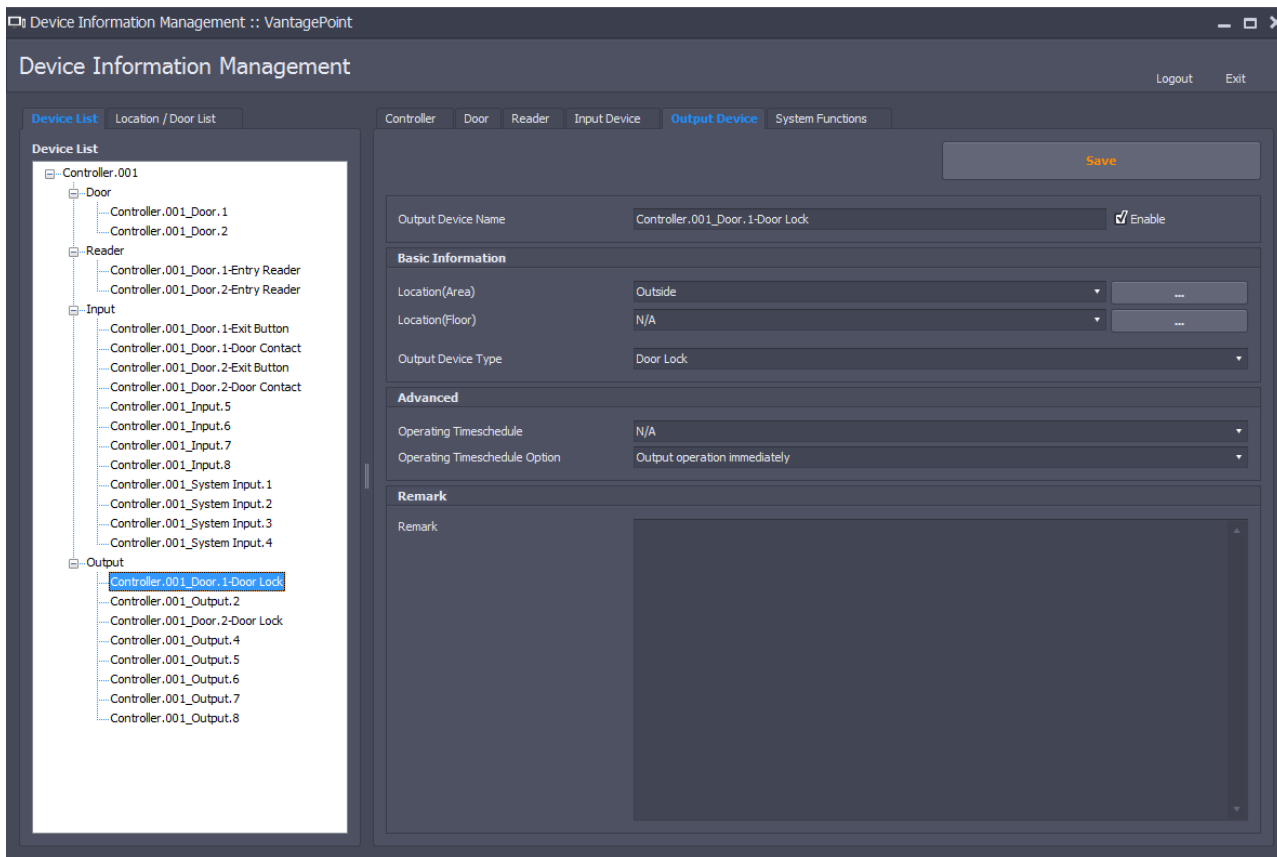 Device Information Management :: VantagePoint
Device Information Management
Logout Exit
Device List Location / Door List
Device List
Controller.001
Door
Controller.001_Door.1
Controller.001_Door.2
Reader
Controller.001_Door.1-Entry Reader
Controller.001_Door.2-Entry Reader
Input
Controller.001_Door.1-Exit Button
Controller.001_Door.1-Door Contact
Controller.001_Door.2-Exit Button
Controller.001_Door.2-Door Contact
Controller.001_Input.5
Controller.001_Input.6
Controller.001_Input.7
Controller.001_Input.8
Controller.001_System Input.1
Controller.001_System Input.2
Controller.001_System Input.3
Controller.001_System Input.4
Output
Controller.001_Door.1-Door Lock
Controller.001_Output.2
Controller.001_Door.2-Door Lock
Controller.001_Output.4
Controller.001_Output.5
Controller.001_Output.6
Controller.001_Output.7
Controller.001_Output.8
Controller Door Reader Input Device Output Device System Functions
Save
Output Device Name Controller.001_Door.1-Door Lock Enable
Basic Information
Location(Area) Outside ...
Location(Floor) N/A ...
Output Device Type Door Lock
Advanced
Operating Timeschedule N/A
Operating Timeschedule Option Output operation immediately
Remark
Remark